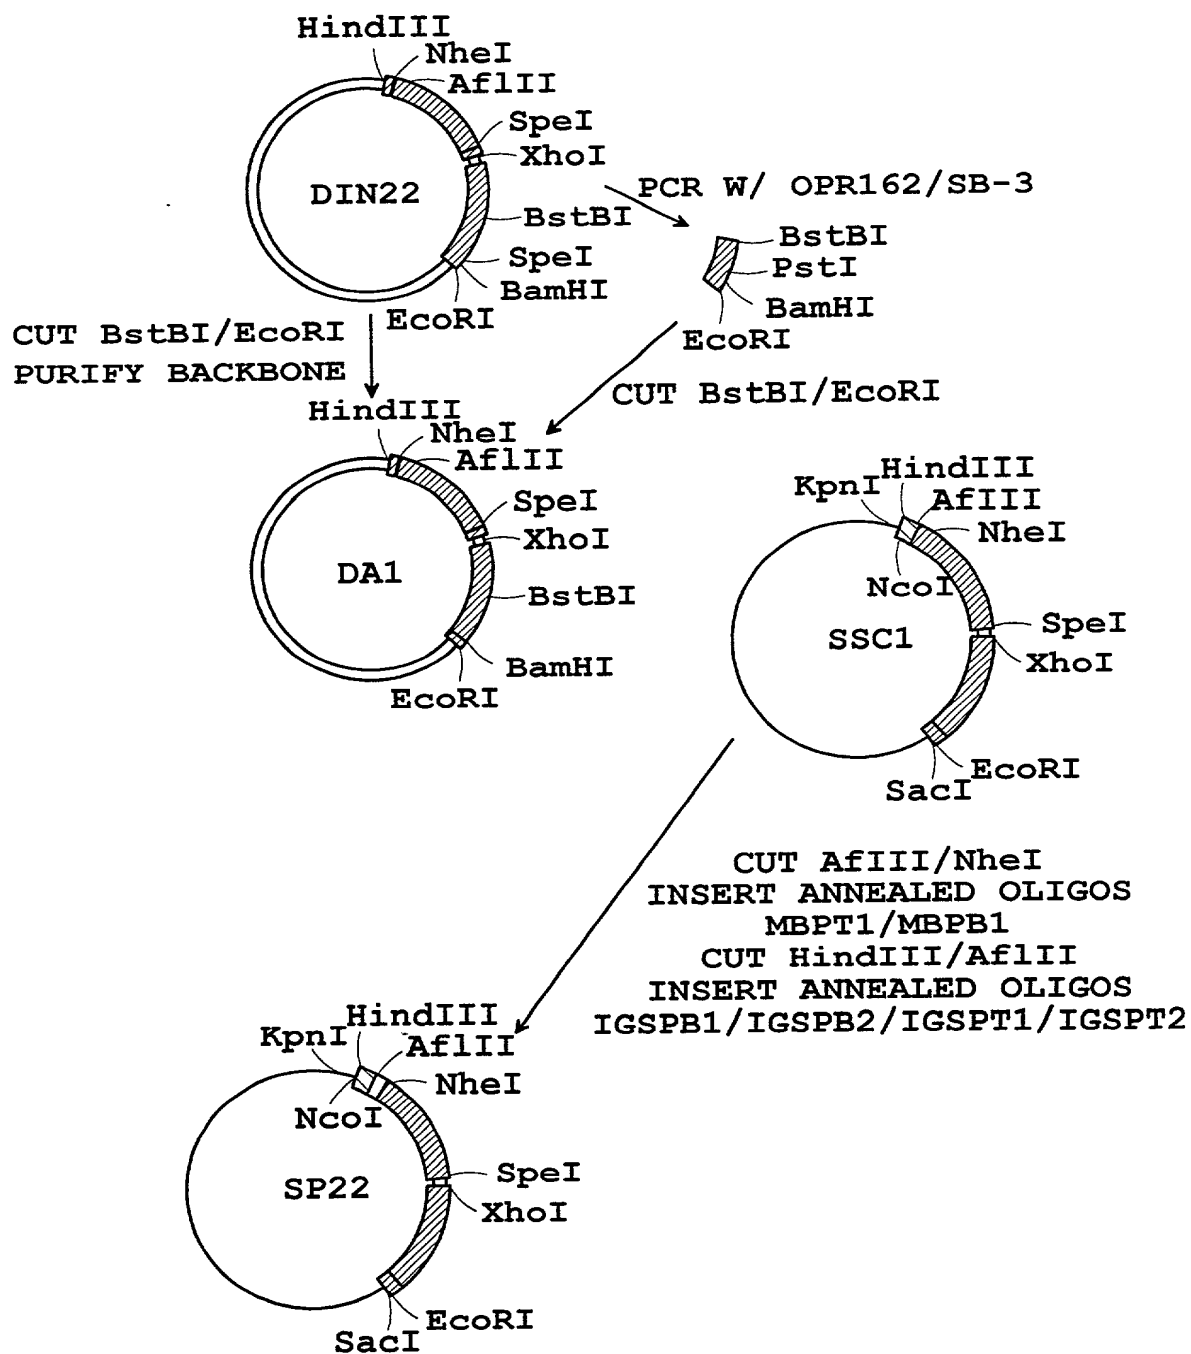 HindIII
NheI
AflII
SpeI
XhoI
DIN22
PCR W/ OPR162/SB-3
BstBI
SpeI
BamHI
EcoRI
BstBI
PstI
BamHI
EcoRI
CUT BstBI/EcoRI
PURIFY BACKBONE
CUT BstBI/EcoRI
HindIII
NheI
AflII
SpeI
XhoI
DA1
BstBI
BamHI
EcoRI
KpnI
HindIII
AfIII
NheI
NcoI
SSC1
SpeI
XhoI
EcoRI
SacI
CUT AfIII/NheI
INSERT ANNEALED OLIGOS
MBPT1/MBPB1
CUT HindIII/AflII
INSERT ANNEALED OLIGOS
IGSPB1/IGSPB2/IGSPT1/IGSPT2
KpnI
HindIII
AflII
NheI
NcoI
SP22
SpeI
XhoI
EcoRI
SacI